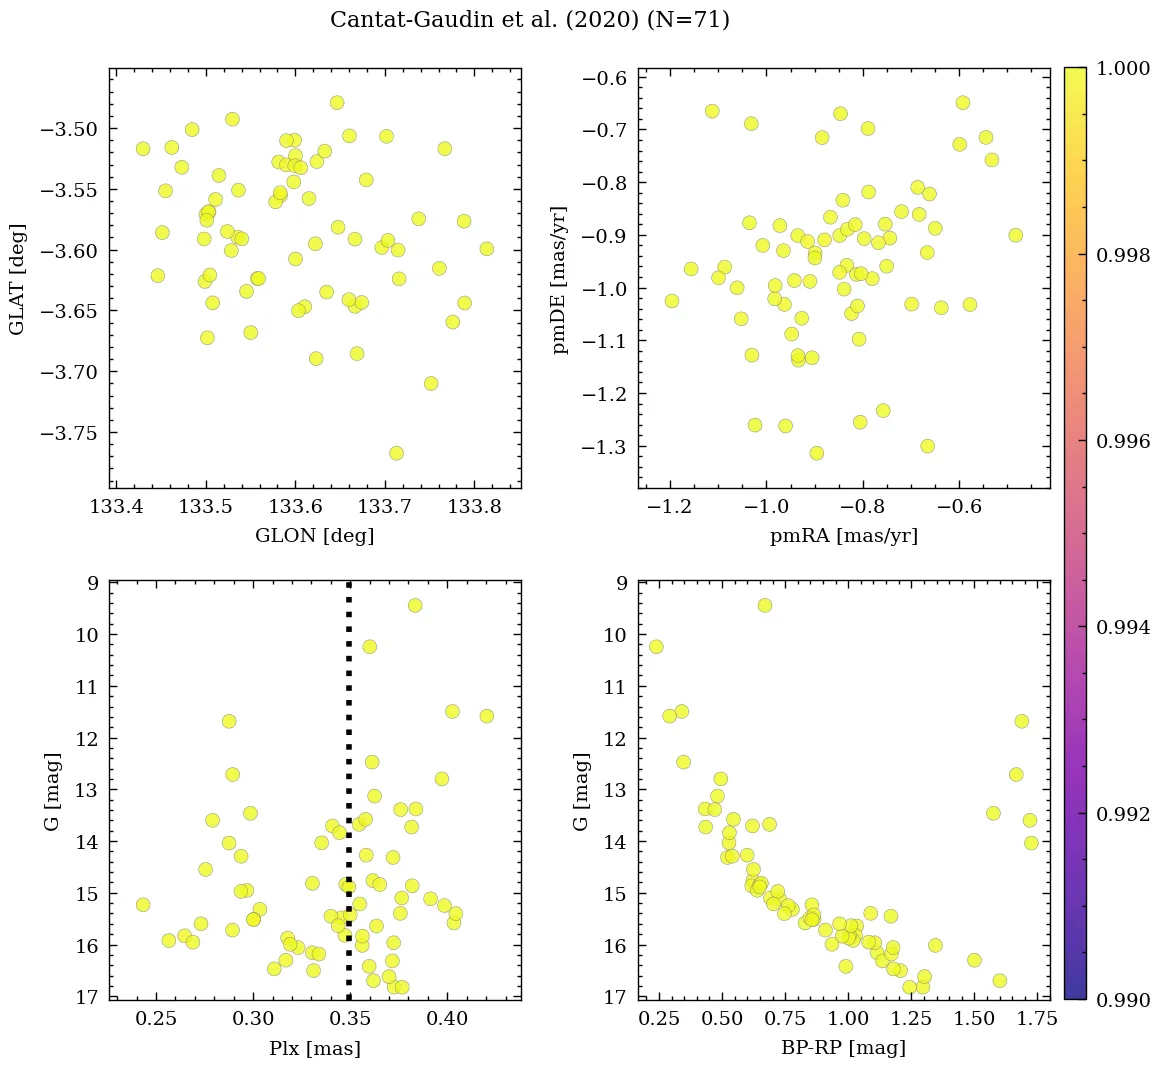 Cantat-Gaudin et al. (2020) (N=71)
−3.50
−3.55
−3.60
−3.65
−3.70
−3.75
GLAT [deg]
133.4 133.5 133.6 133.7 133.8
GLON [deg]
−0.6
−0.7
−0.8
−0.9
−1.0
−1.1
−1.2
−1.3
pmDE [mas/yr]
−1.2 −1.0 −0.8 −0.6
pmRA [mas/yr]
9
10
11
12
13
14
15
16
17
G [mag]
0.25 0.30 0.35 0.40
Plx [mas]
9
10
11
12
13
14
15
16
17
G [mag]
0.25 0.50 0.75 1.00 1.25 1.50 1.75
BP-RP [mag]
1.000
0.998
0.996
0.994
0.992
0.990